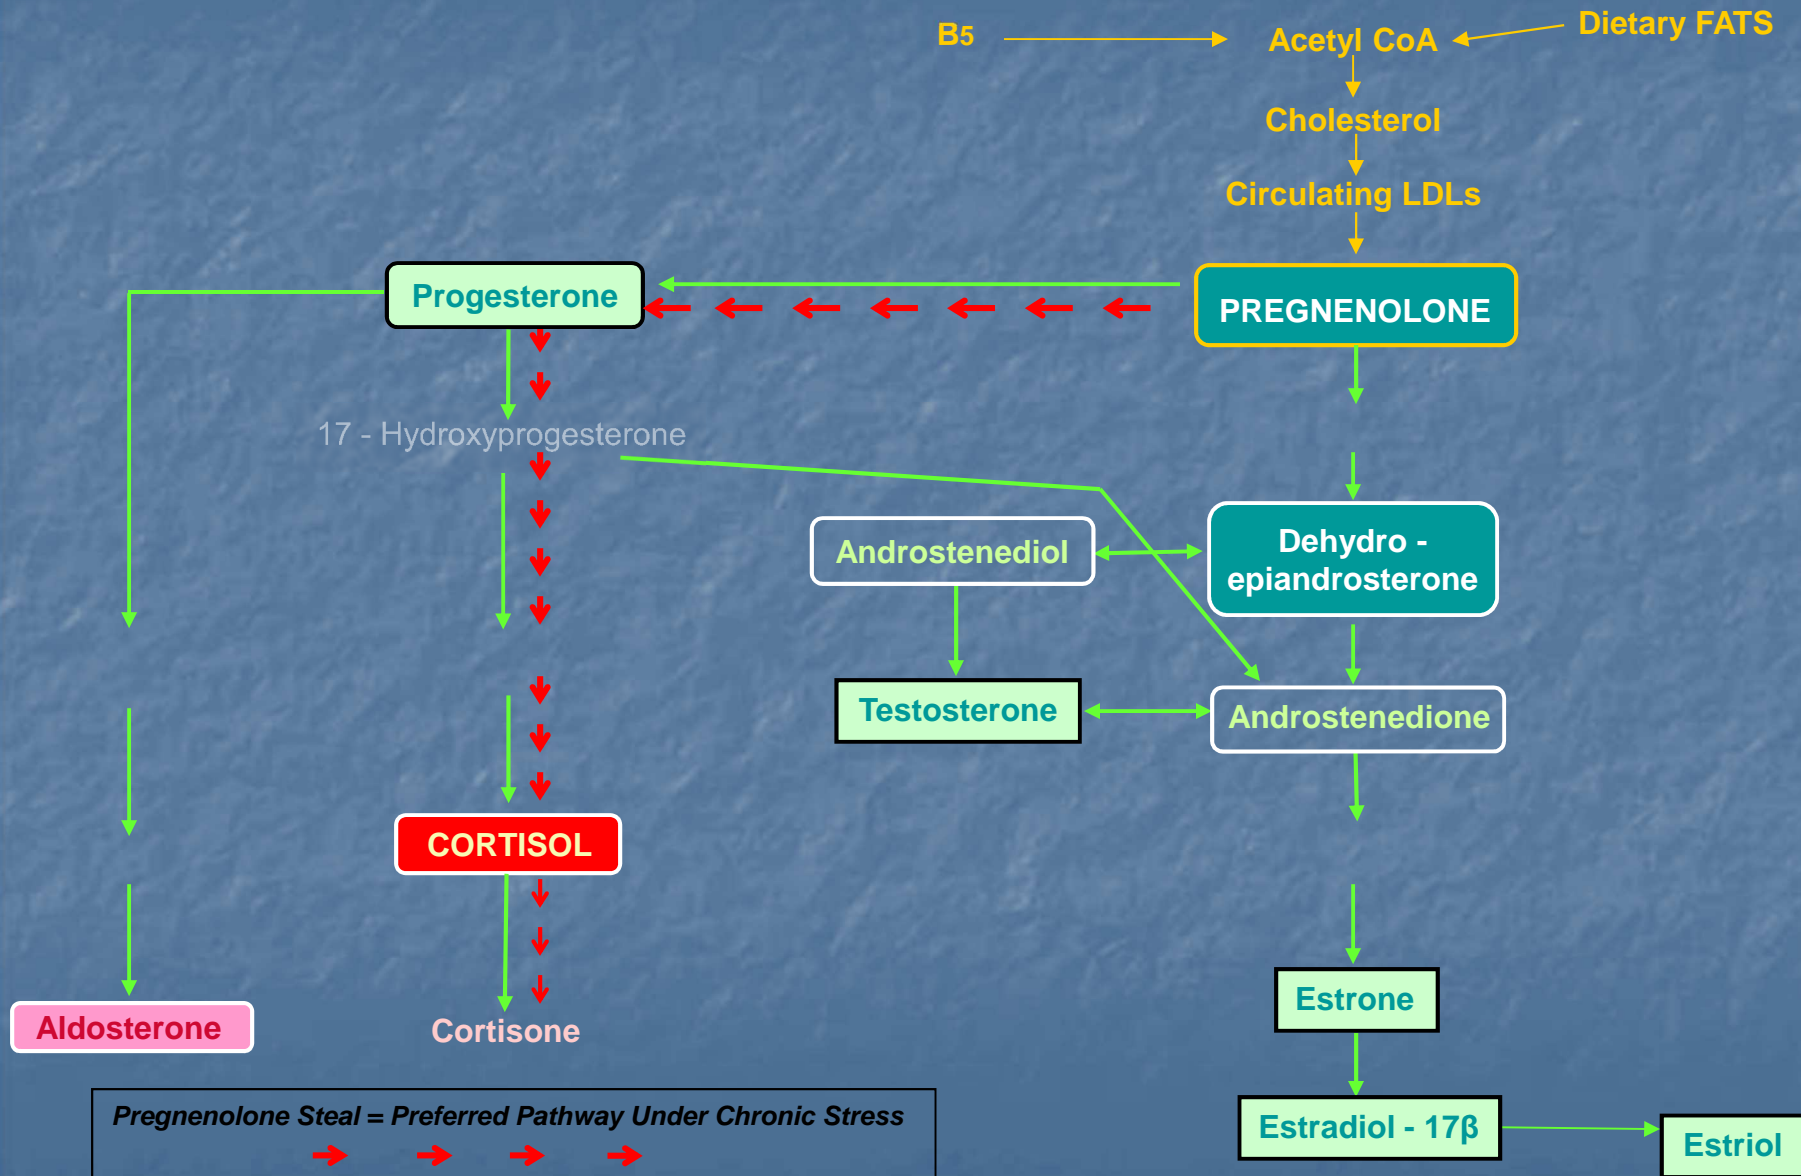 B5
Acetyl CoA
Dietary FATS
Cholesterol
Circulating LDLs
Progesterone
PREGNENOLONE
17 - Hydroxyprogesterone
Androstenediol
Dehydro -
epiandrosterone
Testosterone
Androstenedione
CORTISOL
Estrone
Aldosterone
Cortisone
Pregnenolone Steal = Preferred Pathway Under Chronic Stress
Estradiol - 17β
Estriol